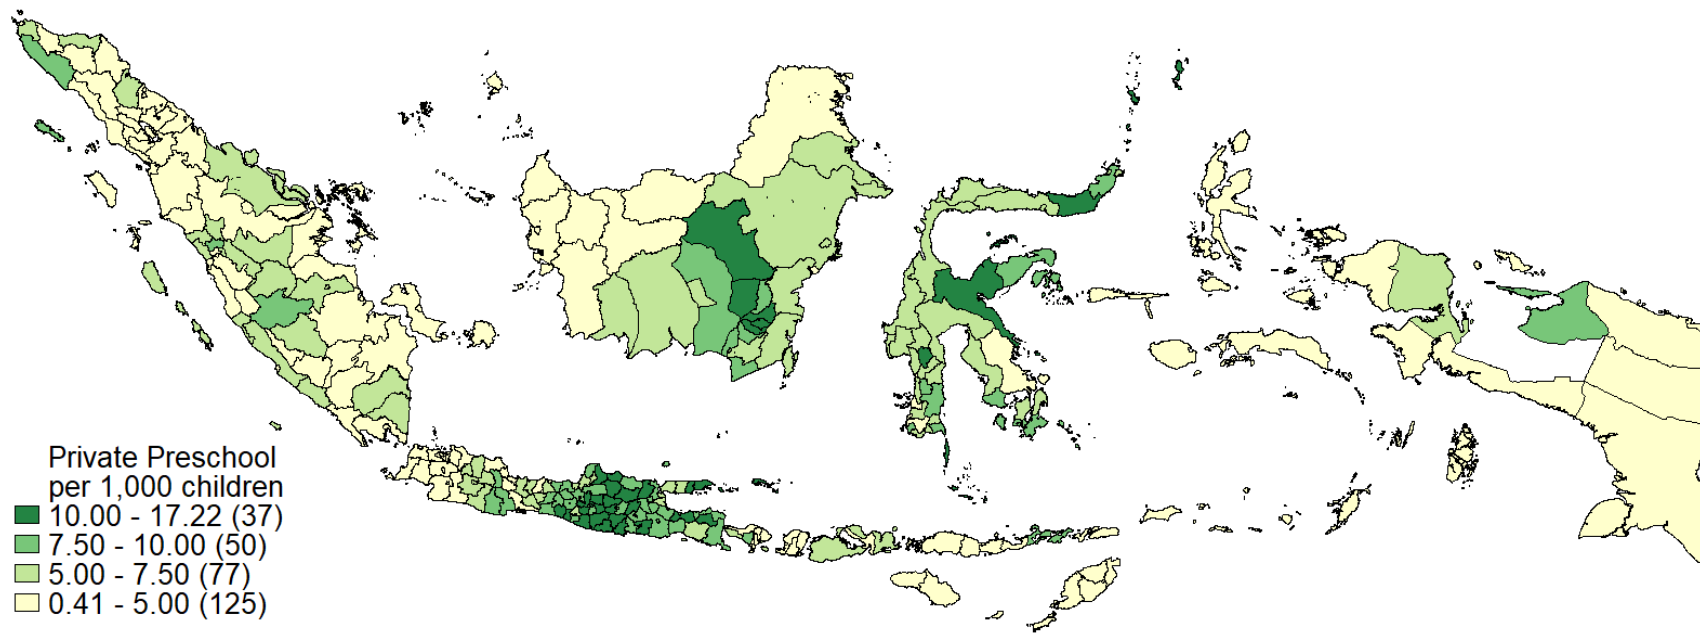 Private Preschool
per 1,000 children
10.00 - 17.22 (37)
7.50 - 10.00 (50)
5.00 - 7.50 (77)
0.41 - 5.00 (125)